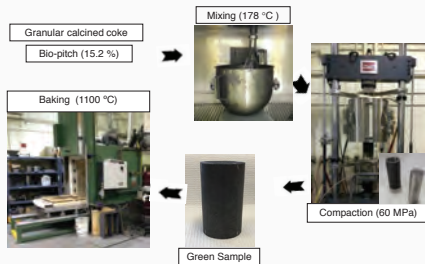 Granular calcined coke
Bio-pitch (15.2 %)
Mixing (178 °C )
Compaction (60 MPa)
Green Sample
Baking  (1100 °C)